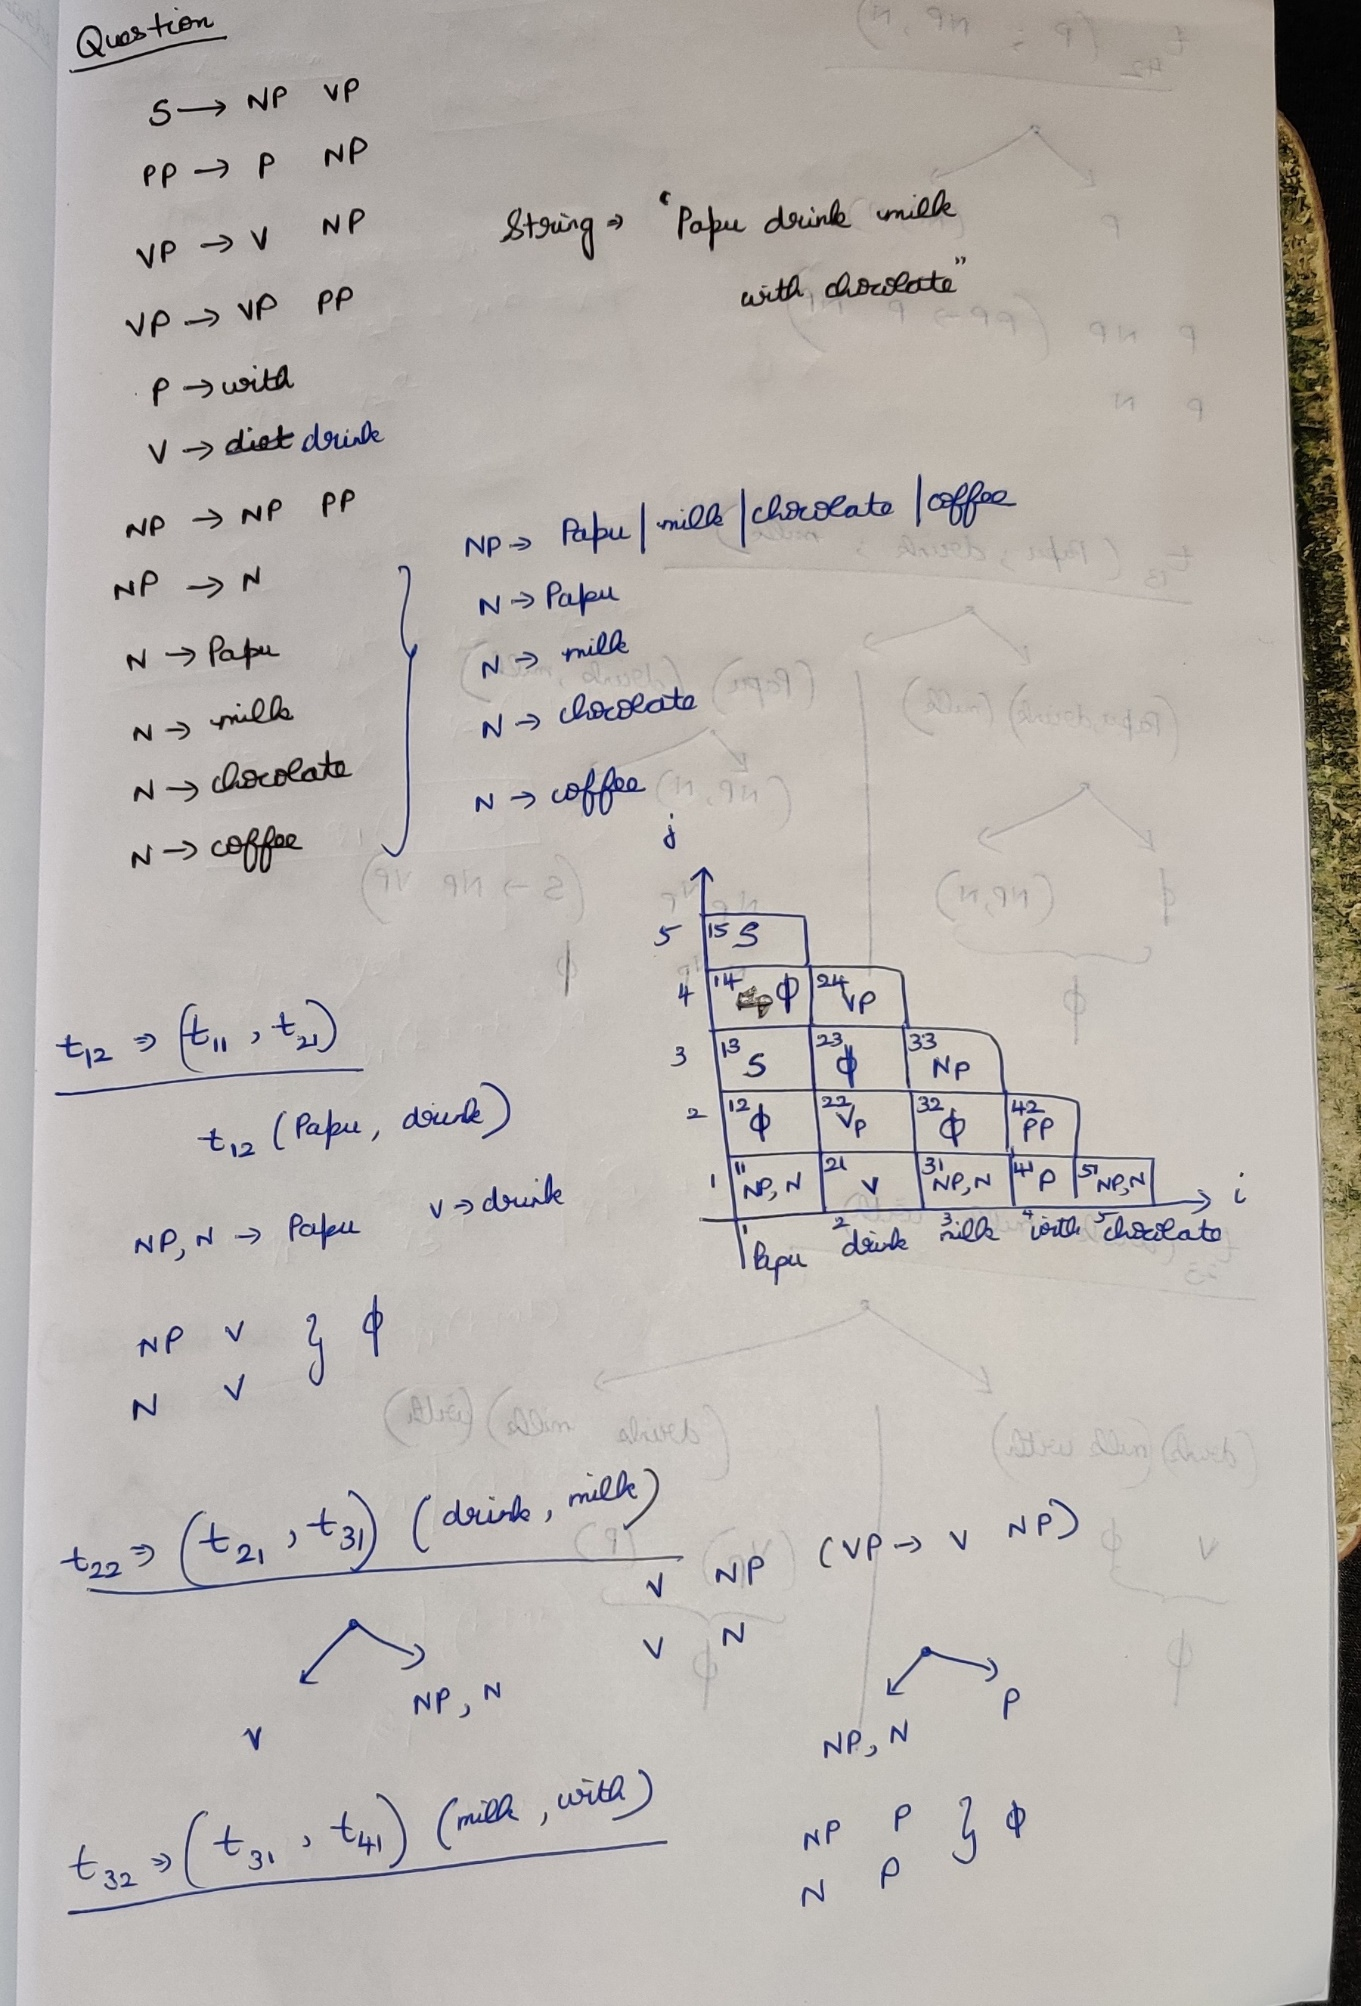 Question
S → NP VP
PP → P NP
VP → V NP
VP → VP PP
P → with
V → diet drink
NP → NP PP
NP → N
N → Papu
N → milk
N → chocolate
N → coffee
String ⇒ "Papu drink milk
with chocolate"
NP → Papu | milk | chocolate | coffee
N → Papu
N → milk
N → chocolate
N → coffee
j
5 15 S
4 14 ϕ 24 VP
3 13 S 23 ϕ 33 NP
2 12 ϕ 22 VP 32 ϕ 42 PP
1 11 NP, N 21 V 31 NP, N 41 P 51 NP, N i
1 Papu 2 drink 3 milk 4 with 5 chocolate
t12 ⇒ (t11 , t21)
t12 (Papu, drink)
NP, N → Papu V → drink
NP V } ϕ
N V
t22 ⇒ (t21 , t31) (drink, milk)
V NP (VP → V NP)
V N
V NP, N
t32 ⇒ (t31 , t41) (milk, with)
NP, N P
NP P } ϕ
N P